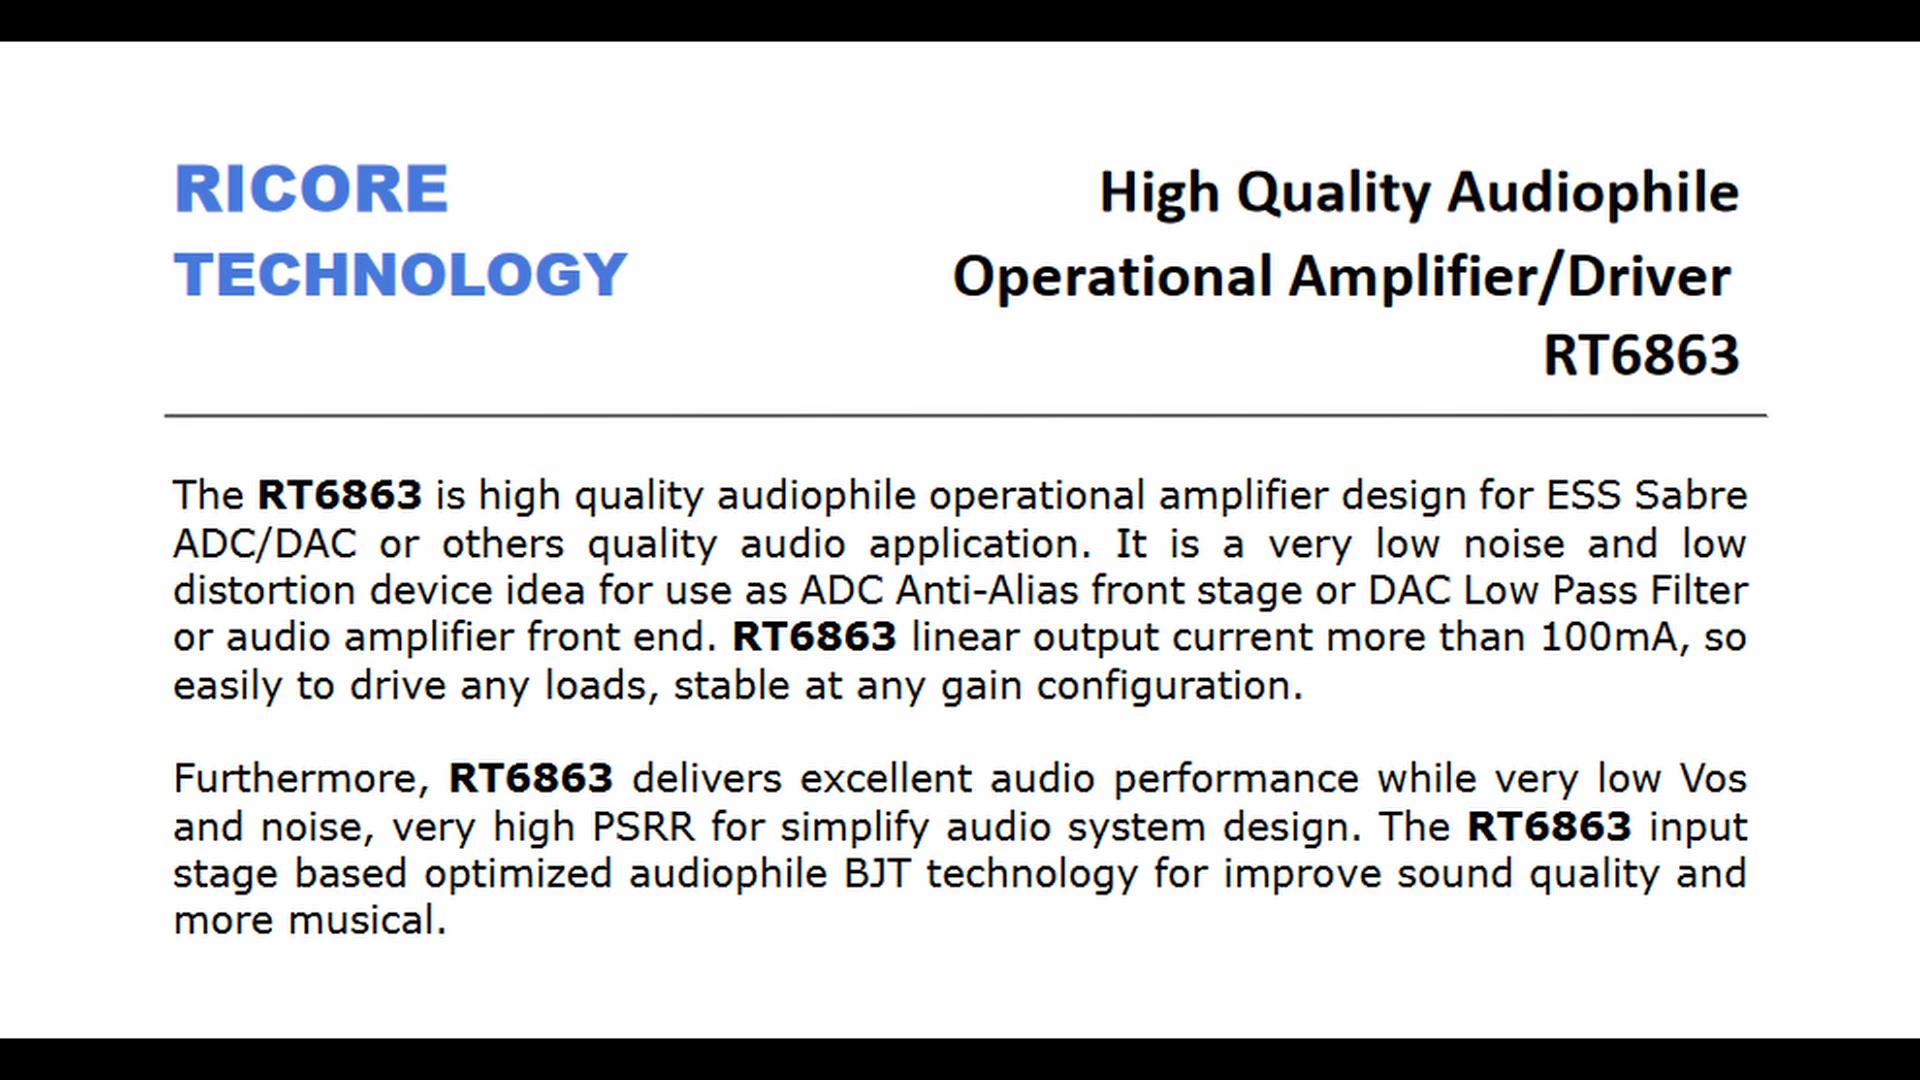 RICORE
TECHNOLOGY
High Quality Audiophile
Operational Amplifier/Driver
RT6863
The RT6863 is high quality audiophile operational amplifier design for ESS Sabre
ADC/DAC or others quality audio application. It is a very low noise and low
distortion device idea for use as ADC Anti-Alias front stage or DAC Low Pass Filter
or audio amplifier front end. RT6863 linear output current more than 100mA, so
easily to drive any loads, stable at any gain configuration.
Furthermore, RT6863 delivers excellent audio performance while very low Vos
and noise, very high PSRR for simplify audio system design. The RT6863 input
stage based optimized audiophile BJT technology for improve sound quality and
more musical.